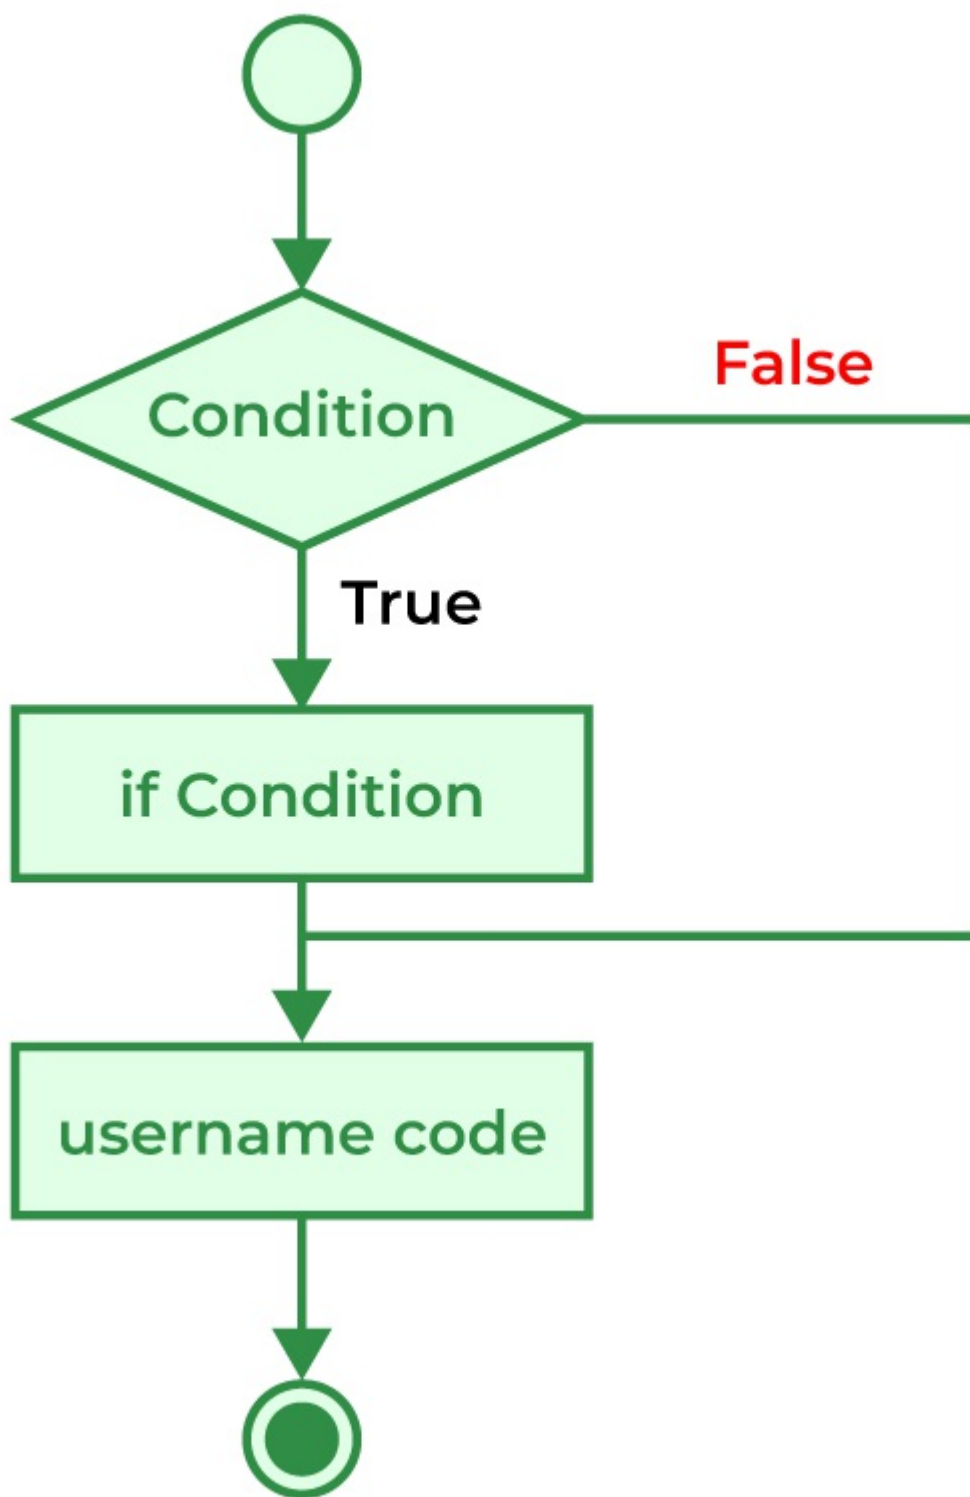 Condition
False
True
if Condition
username code